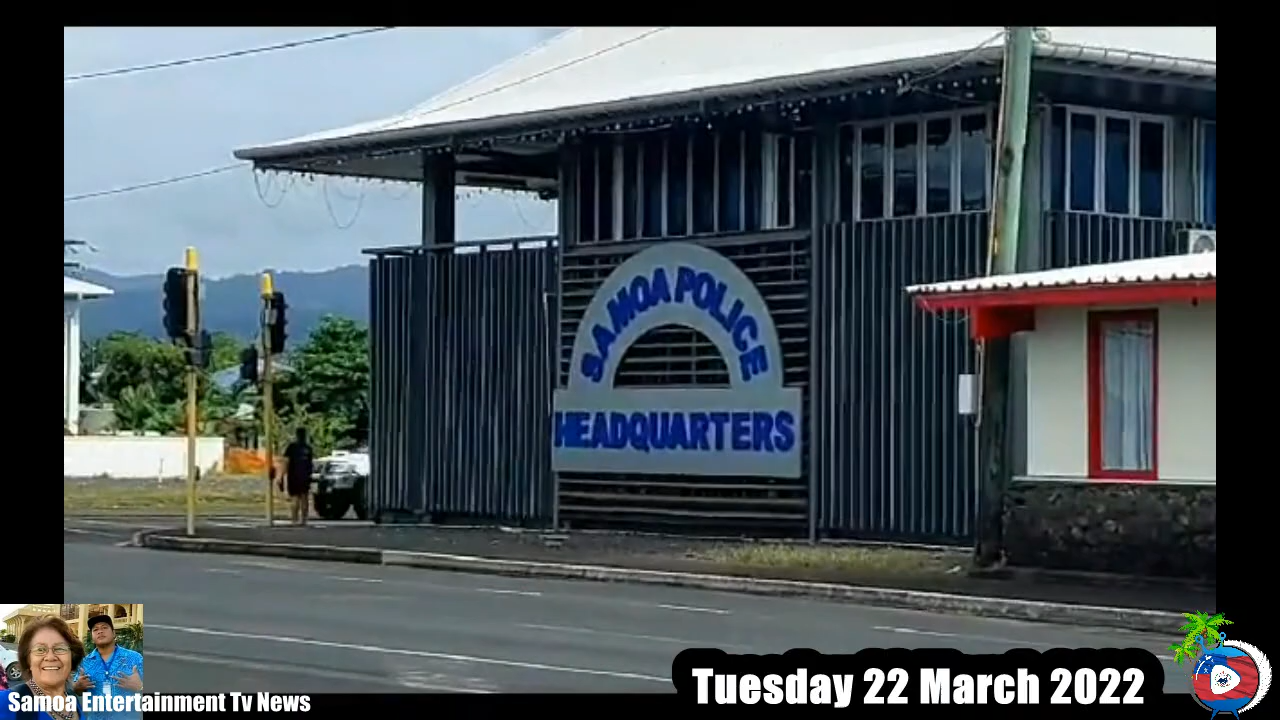 SAMOA POLICE
HEADQUARTERS
Tuesday 22 March 2022
Samoa Entertainment Tv News